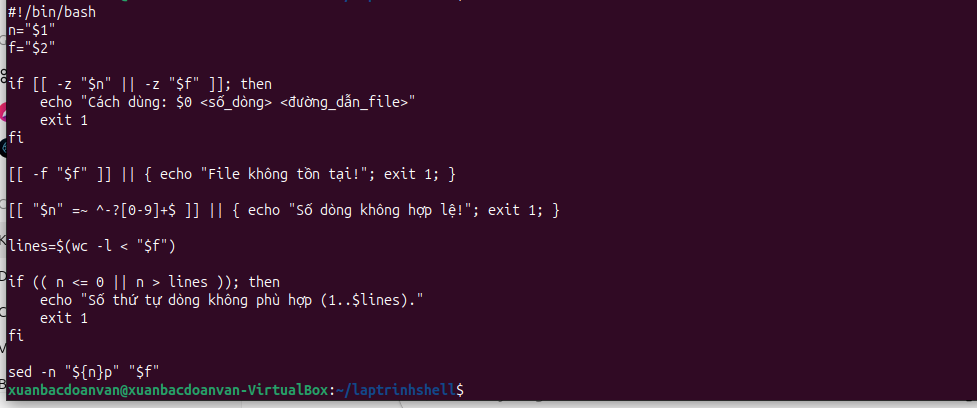 #!/bin/bash
n="$1"
f="$2"
if [[ -z "$n" || -z "$f" ]]; then
echo "Cách dùng: $0 <số_dòng> <đường_dẫn_file>"
exit 1
fi
[[ -f "$f" ]] || { echo "File không tồn tại!"; exit 1; }
[[ "$n" =~ ^-?[0-9]+$ ]] || { echo "Số dòng không hợp lệ!"; exit 1; }
lines=$(wc -l < "$f")
if (( n <= 0 || n > lines )); then
echo "Số thứ tự dòng không phù hợp (1..$lines)."
exit 1
fi
sed -n "${n}p" "$f"
xuanbacdoanvan@xuanbacdoanvan-VirtualBox:~/laptrinhshell$